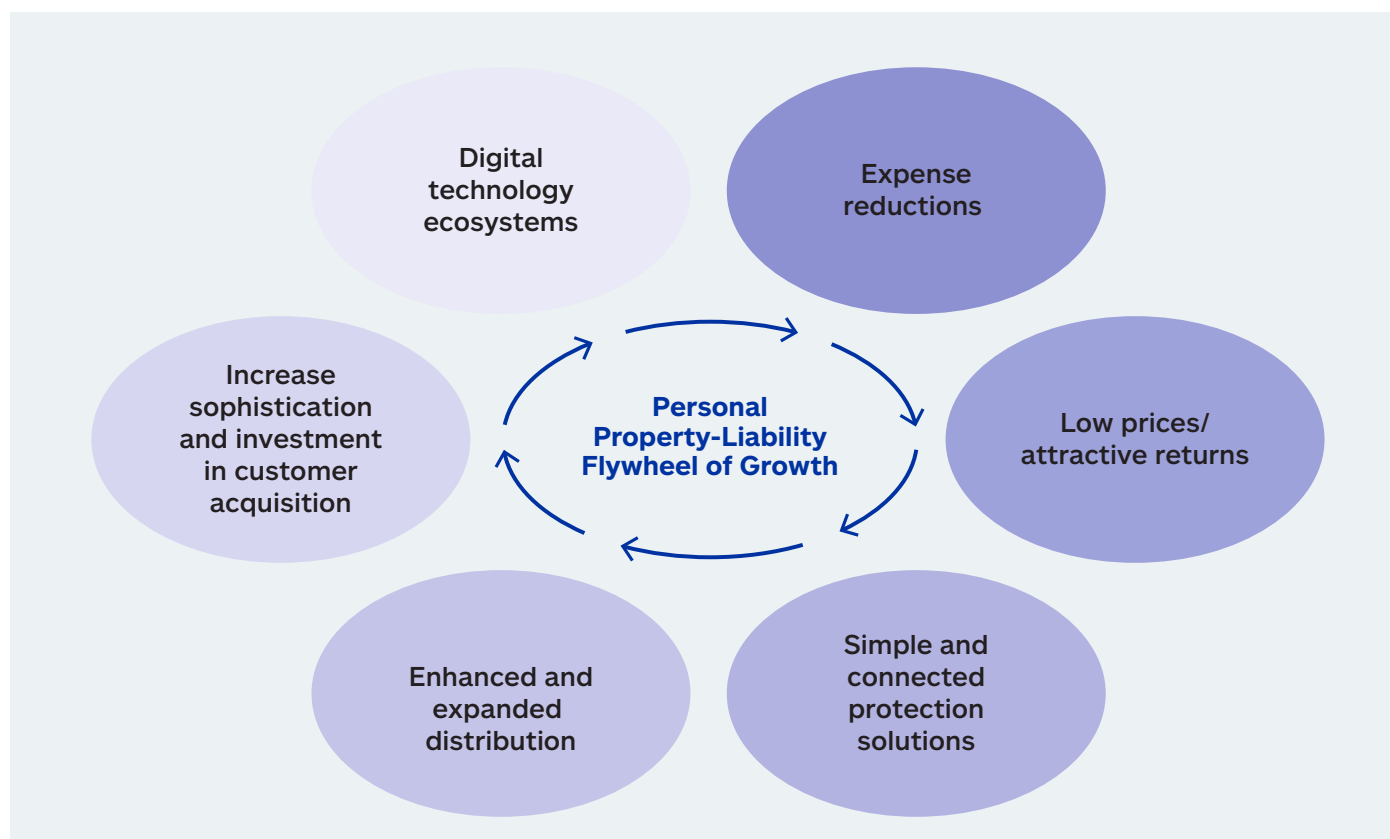 Digital
technology
ecosystems
Expense
reductions
Increase
sophistication
and investment
in customer
acquisition
Personal
Property-Liability
Flywheel of Growth
Low prices/
attractive returns
Enhanced and
expanded
distribution
Simple and
connected
protection
solutions